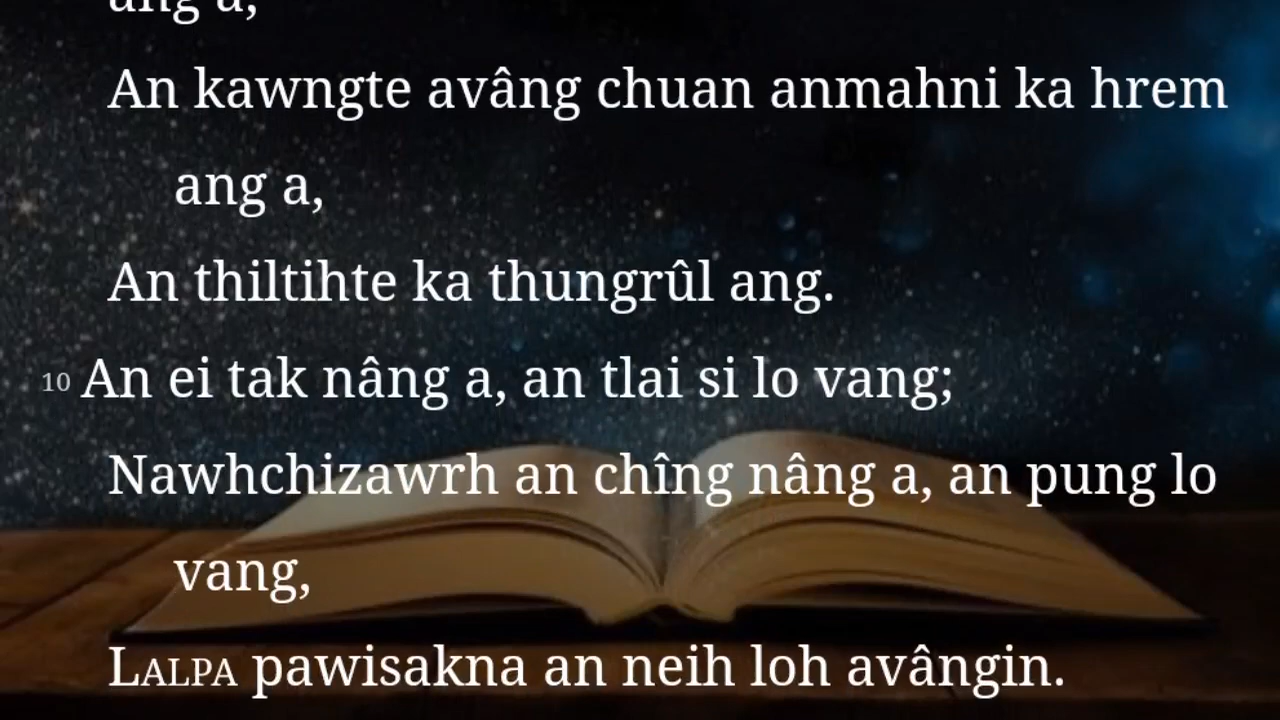 ang a,
An kawngte avâng chuan anmahni ka hrem
ang a,
An thiltihte ka thungrûl ang.
10 An ei tak nâng a, an tlai si lo vang;
Nawhchizawrh an chîng nâng a, an pung lo
vang,
LALPA pawisakna an neih loh avângin.